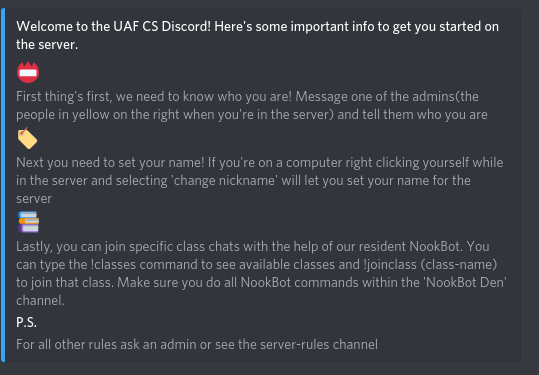 Welcome to the UAF CS Discord! Here's some important info to get you started on
the server.
First thing's first, we need to know who you are! Message one of the admins(the
people in yellow on the right when you're in the server) and tell them who you are
Next you need to set your name! If you're on a computer right clicking yourself while
in the server and selecting 'change nickname' will let you set your name for the
server
Lastly, you can join specific class chats with the help of our resident NookBot. You
can type the !classes command to see available classes and !joinclass (class-name)
to join that class. Make sure you do all NookBot commands within the 'NookBot Den'
channel.
P.S.
For all other rules ask an admin or see the server-rules channel